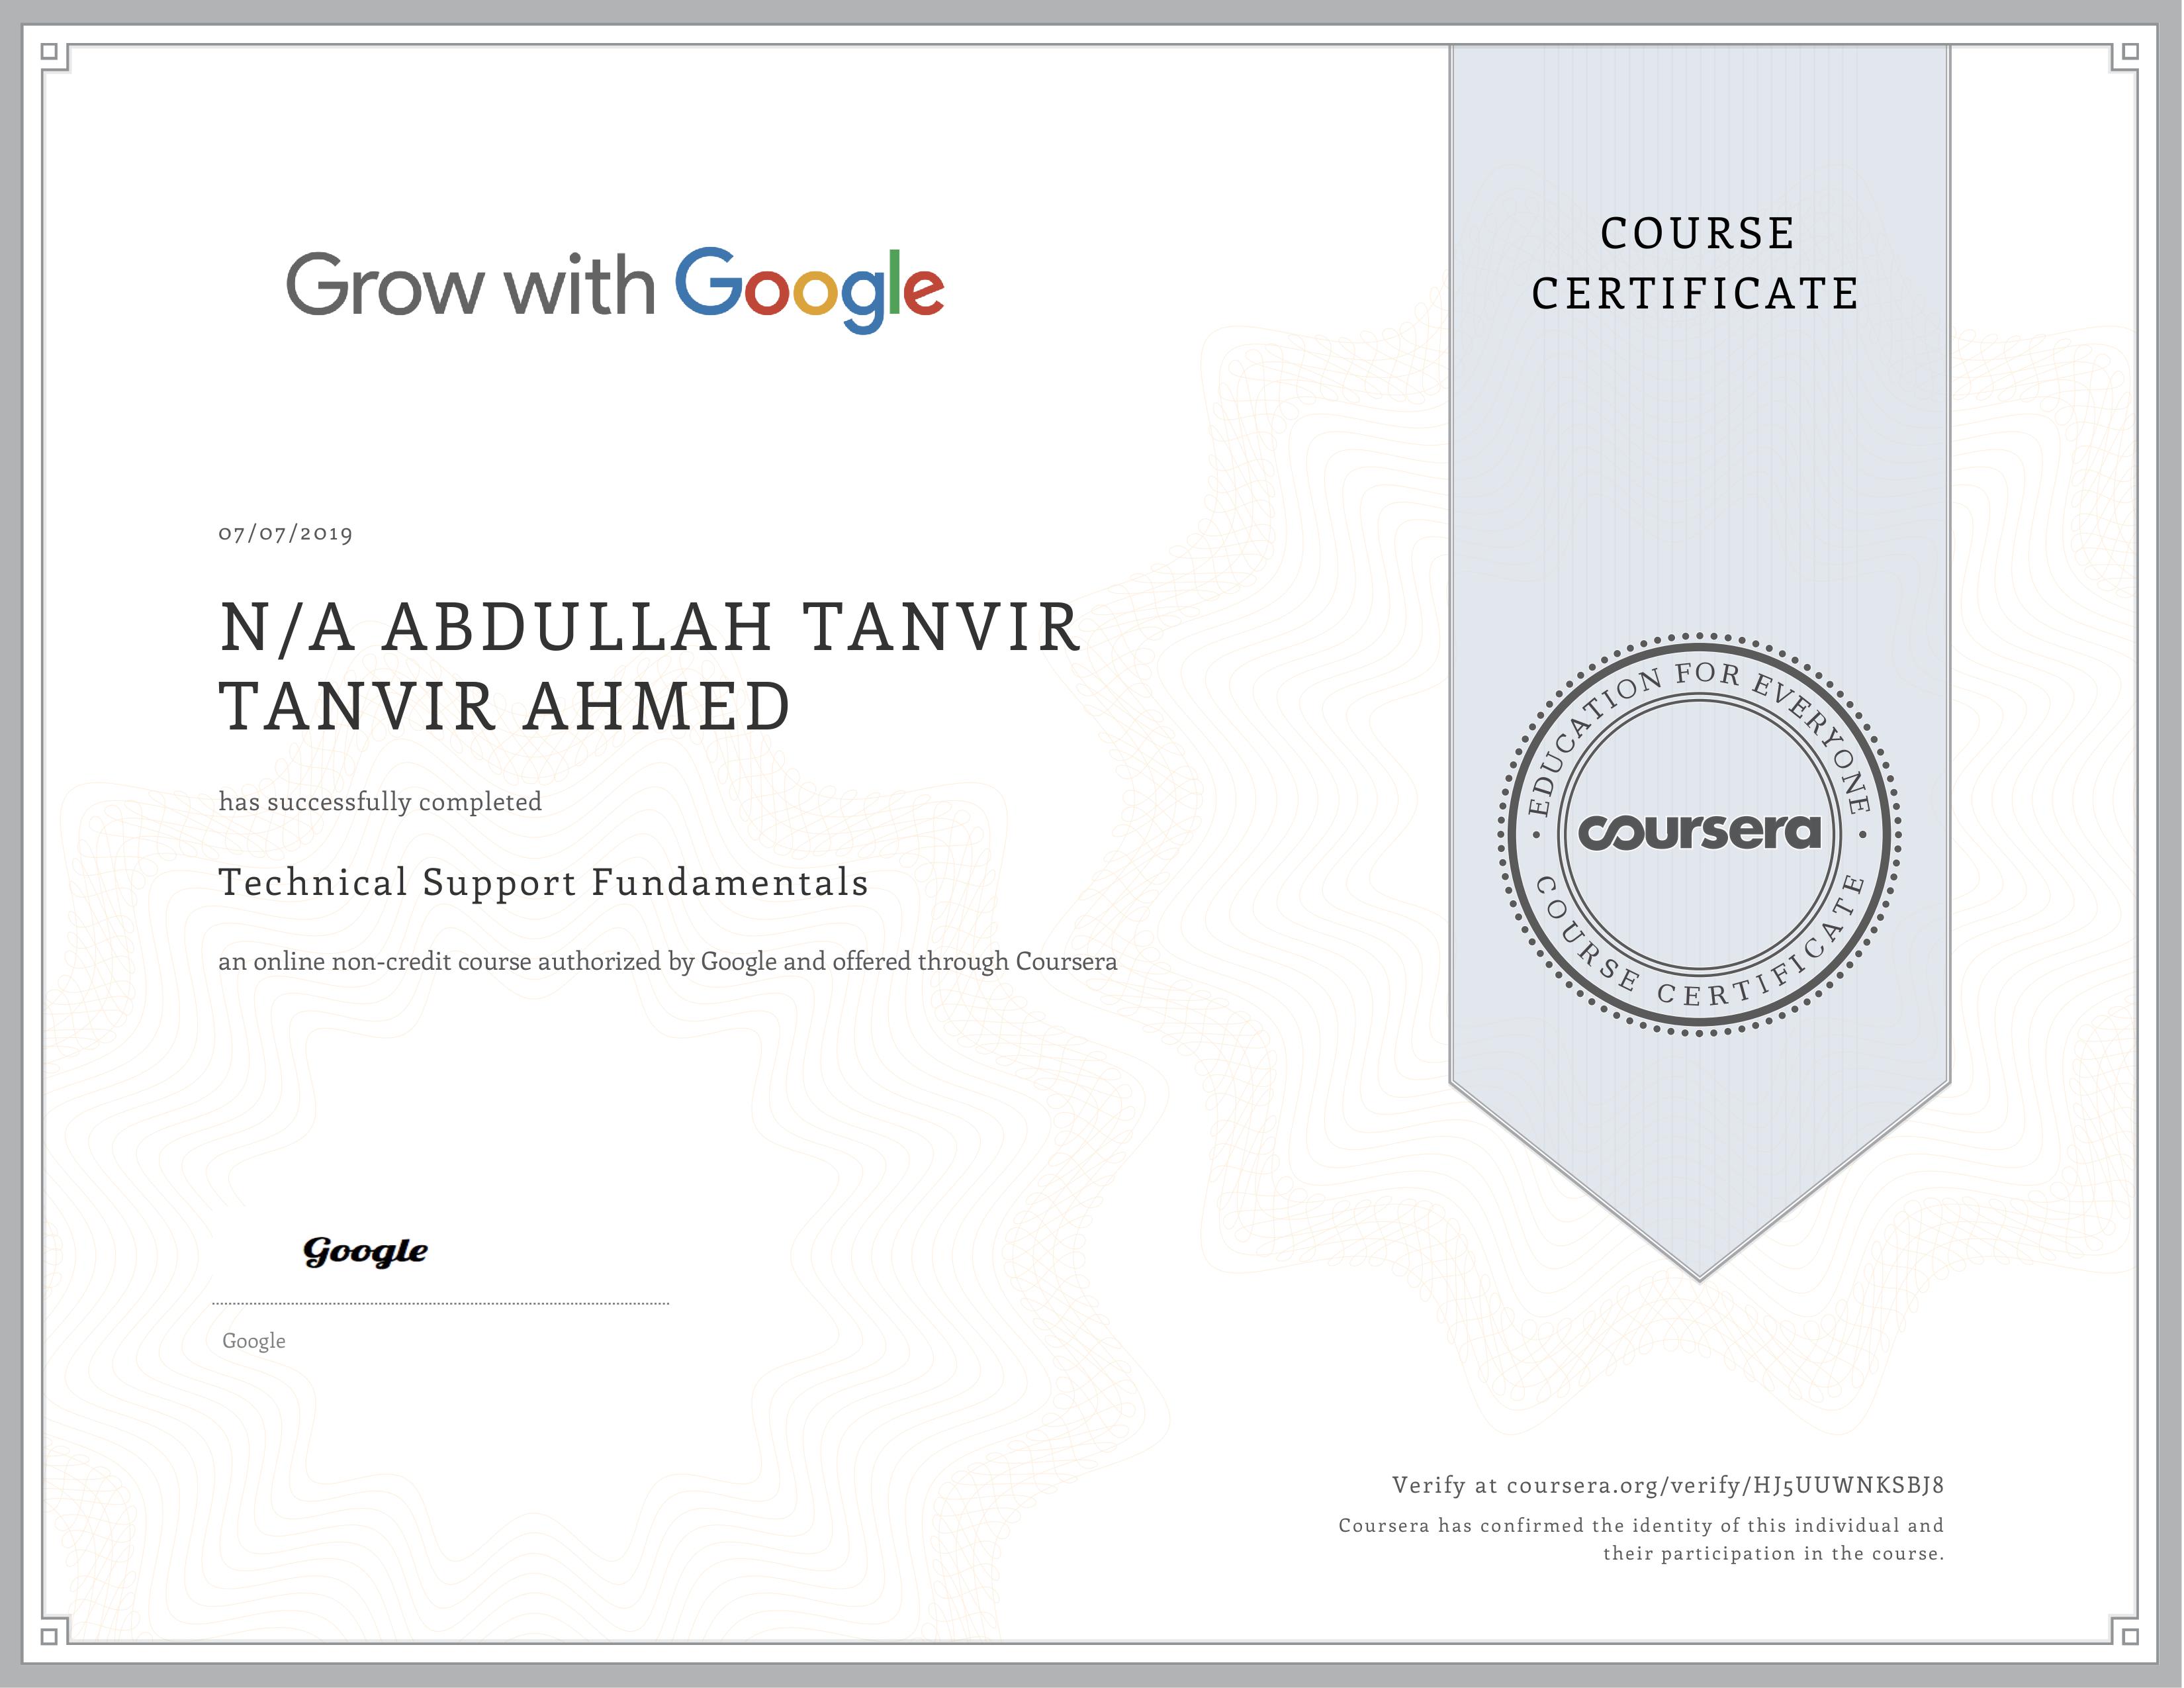 Grow with Google
COURSE
CERTIFICATE
07/07/2019
N/A ABDULLAH TANVIR
TANVIR AHMED
has successfully completed
Technical Support Fundamentals
an online non-credit course authorized by Google and offered through Coursera
EDUCATION FOR EVERYONE
coursera
COURSE CERTIFICATE
Google
Google
Verify at coursera.org/verify/HJ5UUWNKSBJ8
Coursera has confirmed the identity of this individual and
their participation in the course.